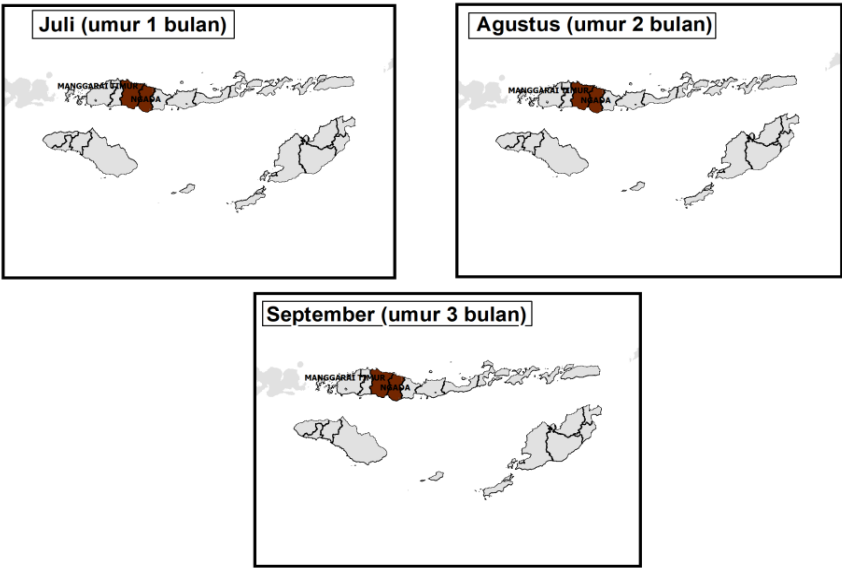 Juli (umur 1 bulan)
MANGGARAI TIMUR
NGADA
Agustus (umur 2 bulan)
MANGGARAI TIMUR
NGADA
September (umur 3 bulan)
MANGGARAI TIMUR
NGADA